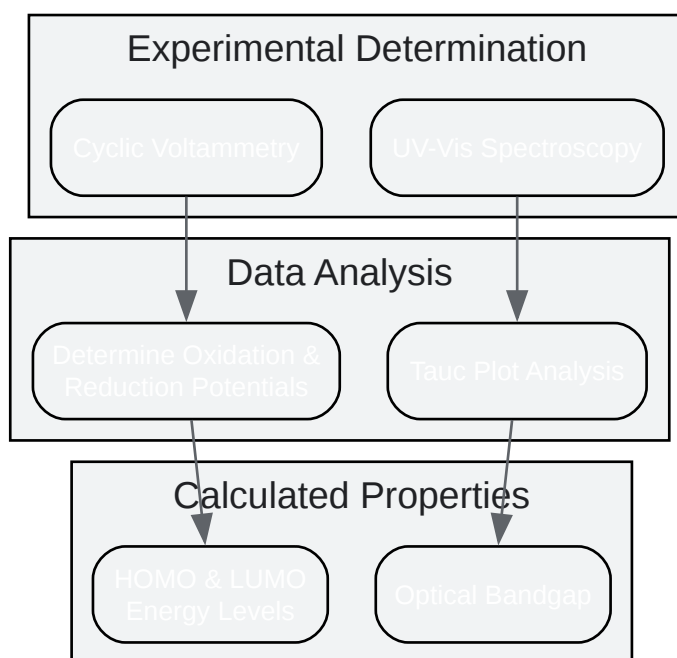 Experimental Determination
Cyclic Voltammetry
UV-Vis Spectroscopy
Data Analysis
Determine Oxidation &
Reduction Potentials
Tauc Plot Analysis
Calculated Properties
HOMO & LUMO
Energy Levels
Optical Bandgap